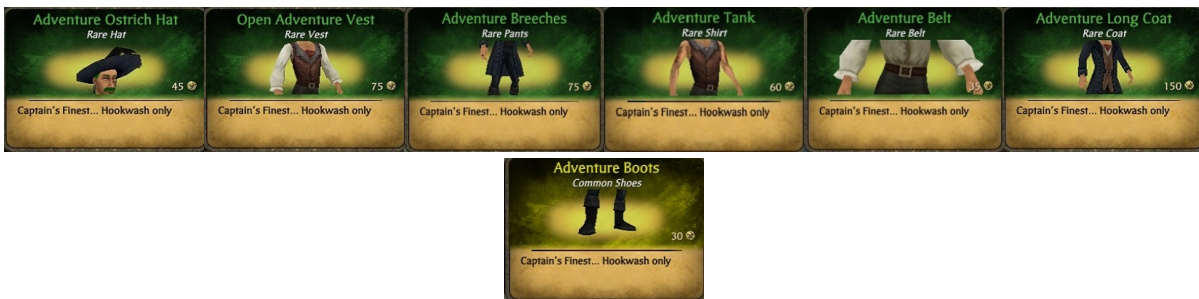 Adventure Ostrich Hat
Rare Hat
45
Captain's Finest... Hookwash only
Open Adventure Vest
Rare Vest
75
Captain's Finest... Hookwash only
Adventure Breeches
Rare Pants
75
Captain's Finest... Hookwash only
Adventure Tank
Rare Shirt
60
Captain's Finest... Hookwash only
Adventure Belt
Rare Belt
Captain's Finest... Hookwash only
Adventure Long Coat
Rare Coat
150
Captain's Finest... Hookwash only
Adventure Boots
Common Shoes
30
Captain's Finest... Hookwash only